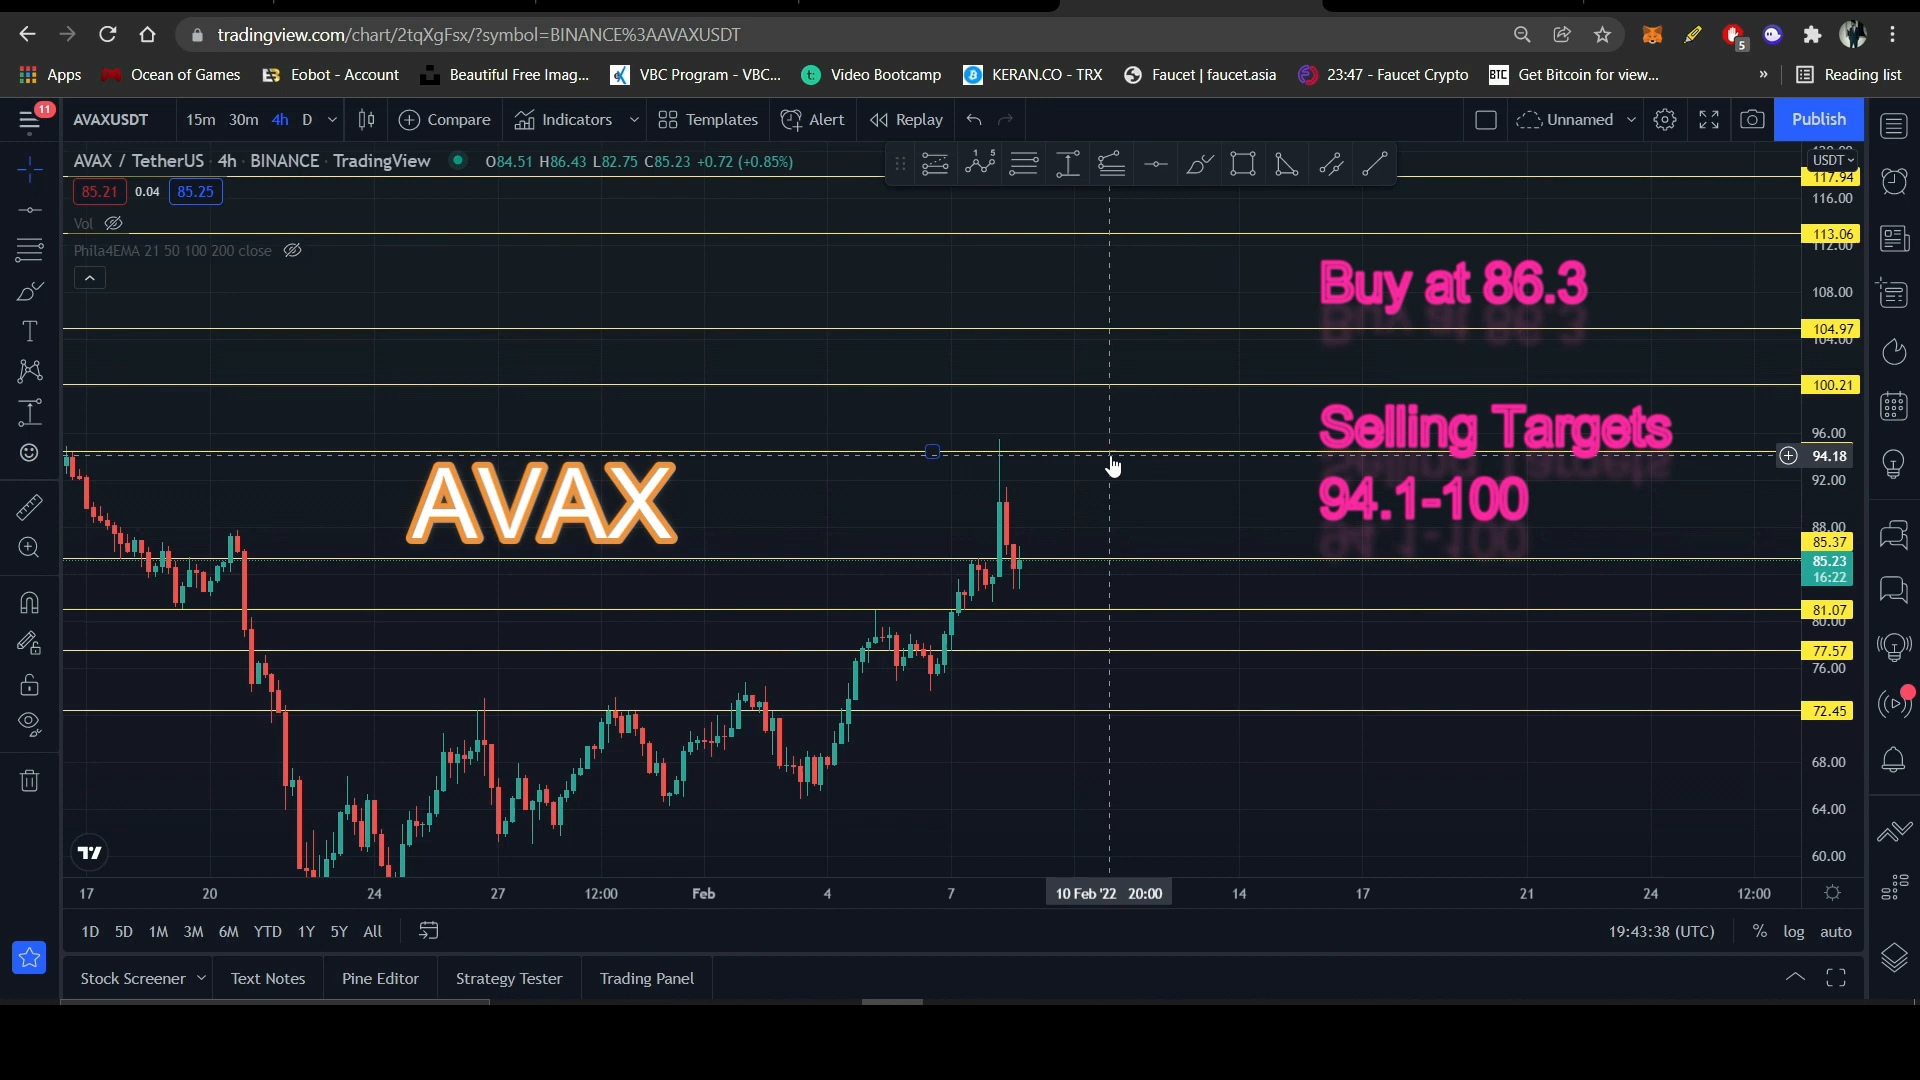 tradingview.com/chart/2tqXgFsx/?symbol=BINANCE%3AAVAXUSDT
5
Apps Ocean of Games Eobot - Account Beautiful Free Imag... VBC Program - VBC... Video Bootcamp KERAN.CO - TRX Faucet | faucet.asia 23:47 - Faucet Crypto Get Bitcoin for view... » Reading list
11
AVAXUSDT 15m 30m 4h D Compare Indicators Templates Alert Replay Unnamed Publish
AVAX / TetherUS · 4h · BINANCE · TradingView O84.51 H86.43 L82.75 C85.23 +0.72 (+0.85%)
USDT
117.94
85.21 0.04 85.25
116.00
Vol
113.06
112.00
Phila4EMA 21 50 100 200 close
Buy at 86.3
108.00
104.97
104.00
100.21
Selling Targets
96.00
94.18
AVAX
94.1-100
92.00
88.00
85.37
85.23
16:22
81.07
80.00
77.57
76.00
72.45
68.00
64.00
60.00
17 20 24 27 12:00 Feb 4 7 10 Feb '22 20:00 14 17 21 24 12:00
1D 5D 1M 3M 6M YTD 1Y 5Y All 19:43:38 (UTC) % log auto
Stock Screener Text Notes Pine Editor Strategy Tester Trading Panel